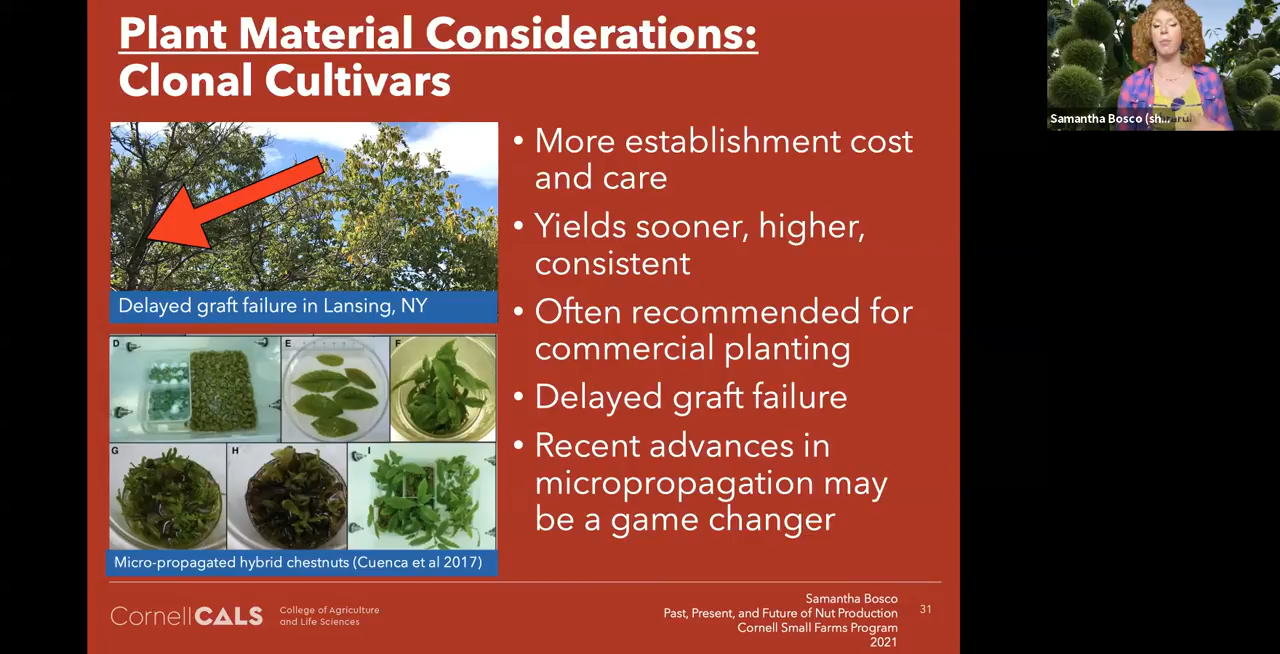 Plant Material Considerations:
Clonal Cultivars
Delayed graft failure in Lansing, NY
D
E
F
G
H
I
Micro-propagated hybrid chestnuts (Cuenca et al 2017)
• More establishment cost
and care
• Yields sooner, higher,
consistent
• Often recommended for
commercial planting
• Delayed graft failure
• Recent advances in
micropropagation may
be a game changer
CornellCALS
College of Agriculture
and Life Sciences
Samantha Bosco
Past, Present, and Future of Nut Production
Cornell Small Farms Program
2021
31
Samantha Bosco (sh...